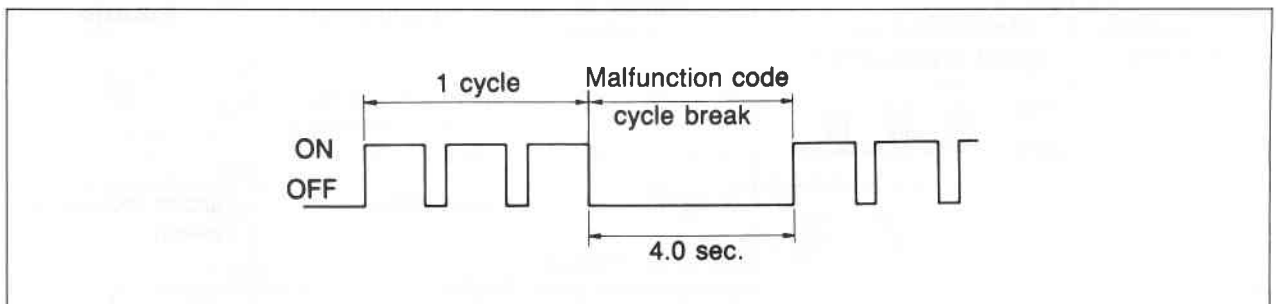 1 cycle
Malfunction code
cycle break
ON
OFF
4.0 sec.